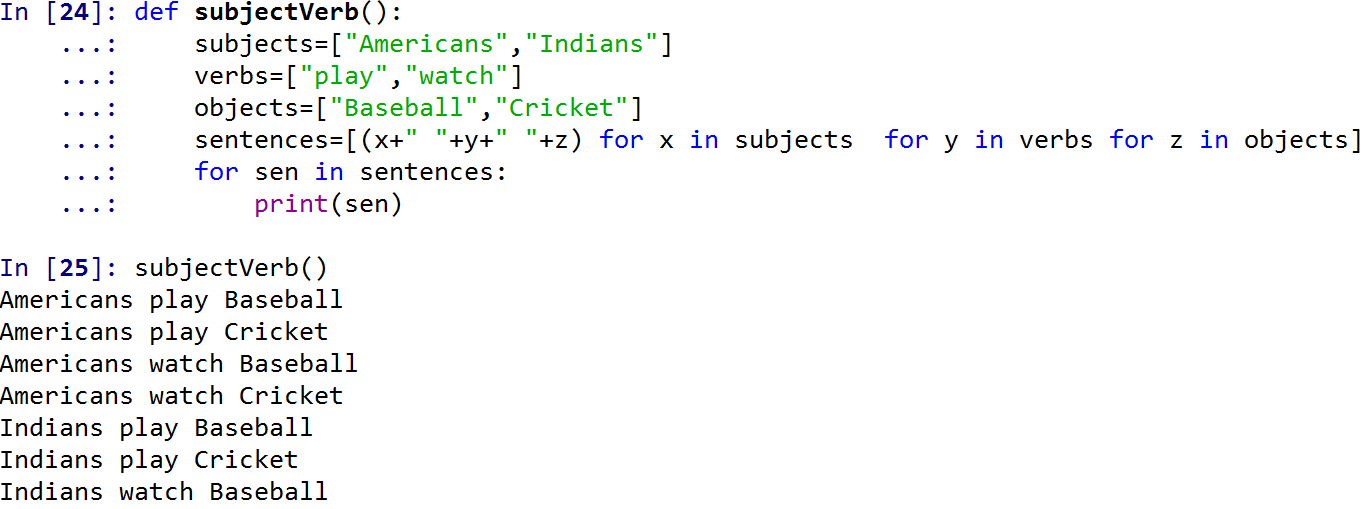 In [24]: def subjectVerb():
    ...:     subjects=["Americans","Indians"]
    ...:     verbs=["play","watch"]
    ...:     objects=["Baseball","Cricket"]
    ...:     sentences=[(x+" "+y+" "+z) for x in subjects  for y in verbs for z in objects]
    ...:     for sen in sentences:
    ...:         print(sen)

In [25]: subjectVerb()
Americans play Baseball
Americans play Cricket
Americans watch Baseball
Americans watch Cricket
Indians play Baseball
Indians play Cricket
Indians watch Baseball